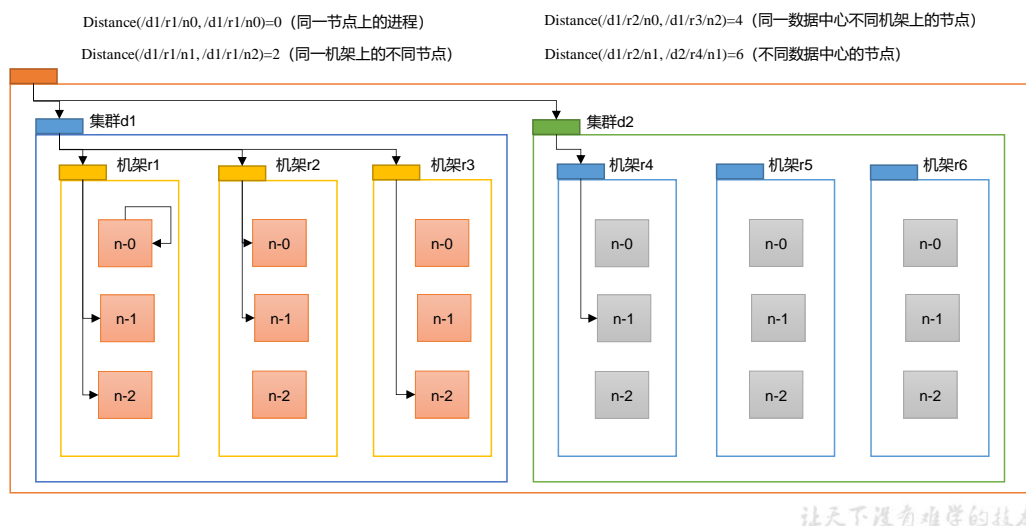 Distance(/d1/r1/n0, /d1/r1/n0)=0（同一节点上的进程）
Distance(/d1/r2/n0, /d1/r3/n2)=4（同一数据中心不同机架上的节点）
Distance(/d1/r1/n1, /d1/r1/n2)=2（同一机架上的不同节点）
Distance(/d1/r2/n1, /d2/r4/n1)=6（不同数据中心的节点）
集群d1
集群d2
机架r1
机架r2
机架r3
机架r4
机架r5
机架r6
n-0
n-0
n-0
n-0
n-0
n-0
n-1
n-1
n-1
n-1
n-1
n-1
n-2
n-2
n-2
n-2
n-2
n-2
让天下没有难学的技术